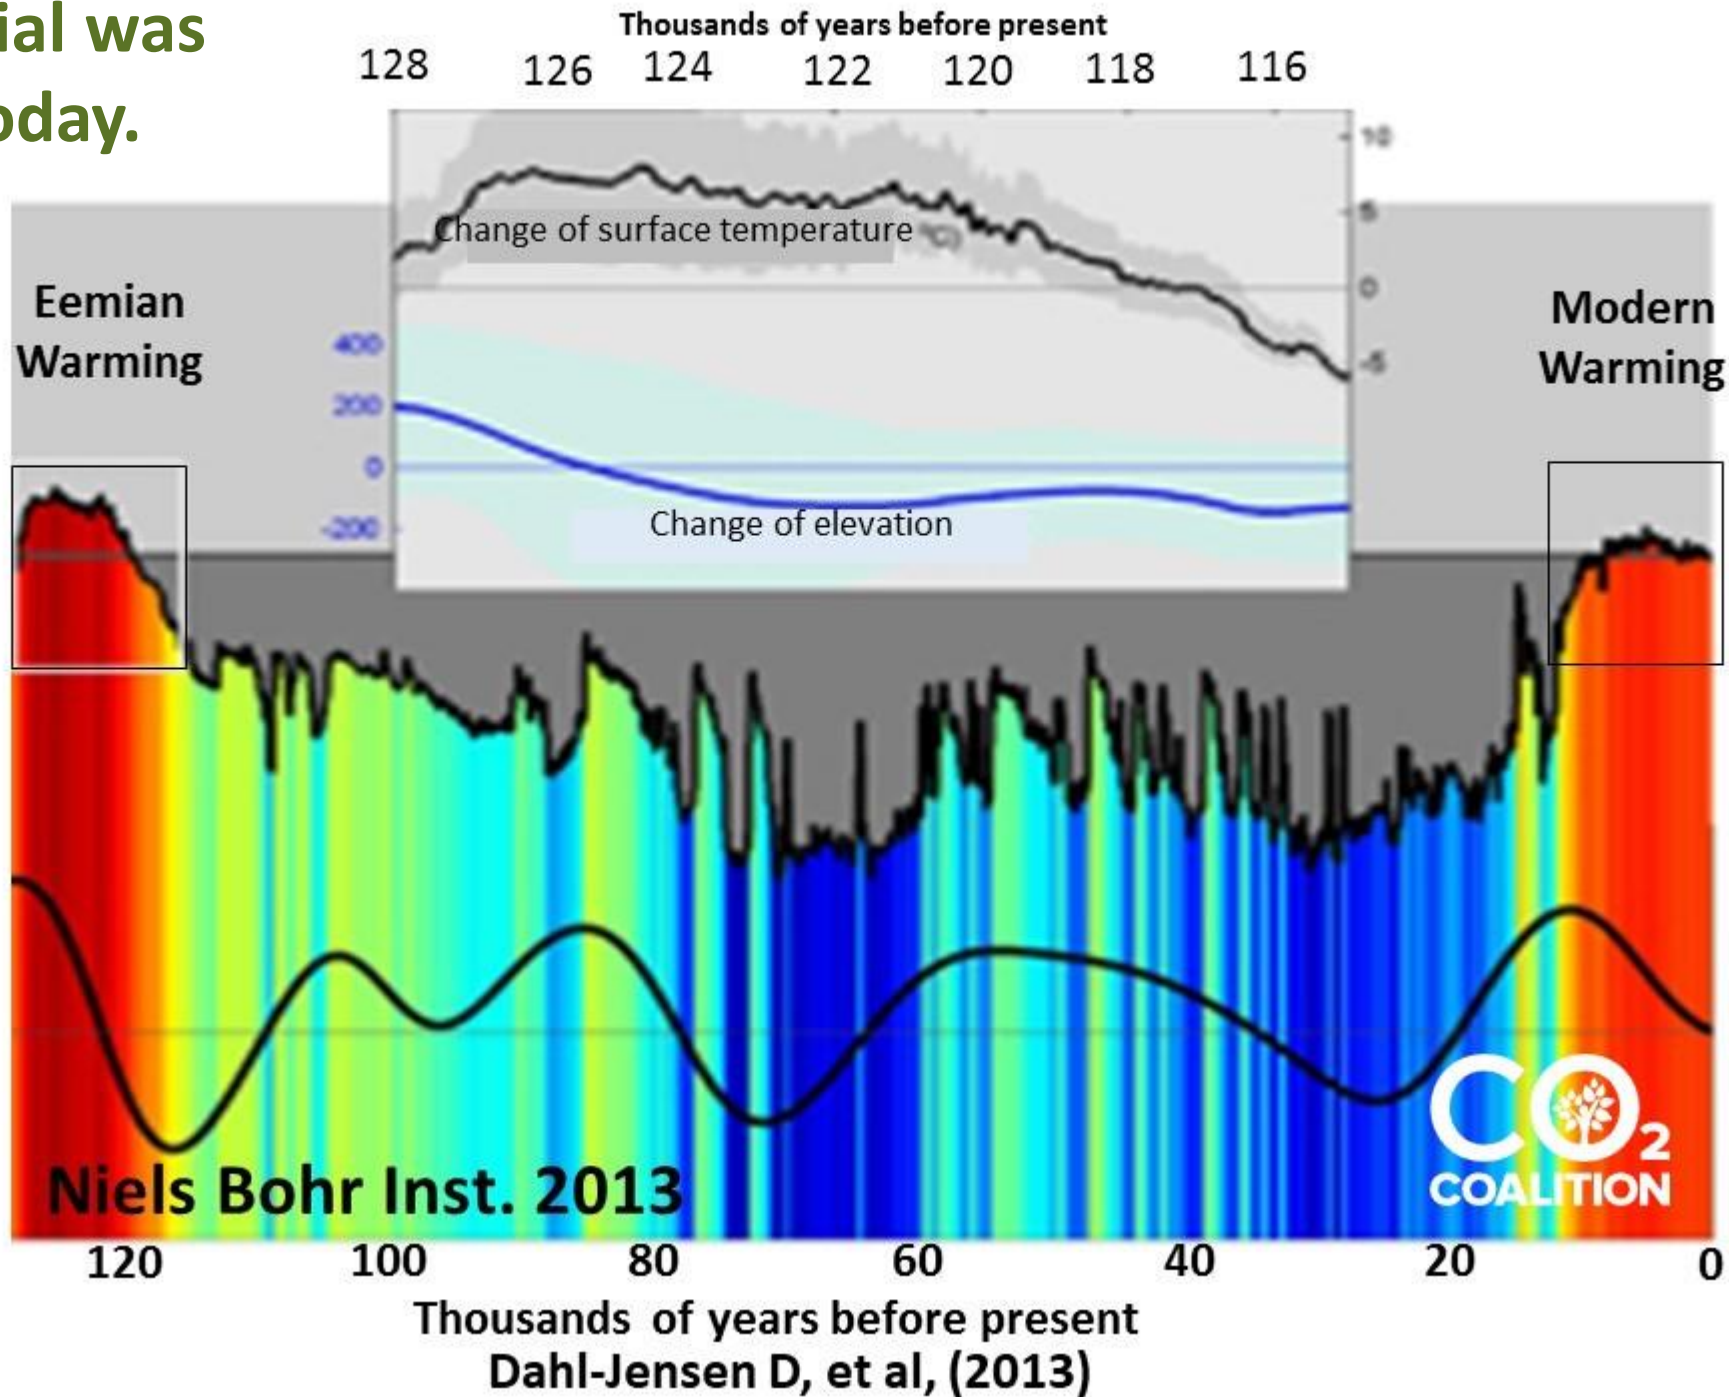 ial was
oday.
Thousands of years before present
128 126 124 122 120 118 116
10
5
Change of surface temperature °C)
0
-5
Eemian
Warming
Modern
Warming
400
200
0
-200
Change of elevation
Niels Bohr Inst. 2013
CO2
COALITION
120 100 80 60 40 20 0
Thousands of years before present
Dahl-Jensen D, et al, (2013)